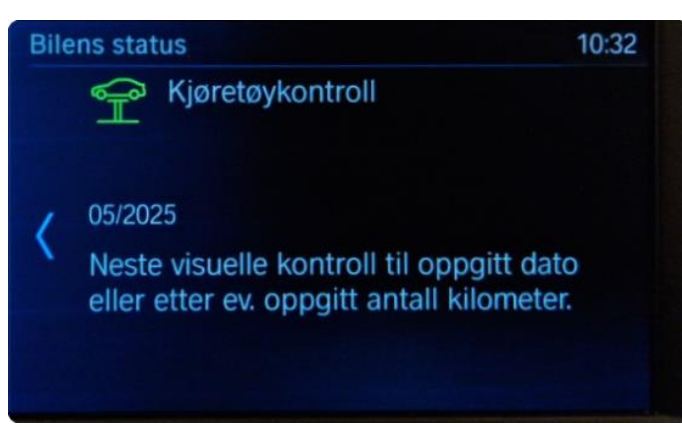 Bilens status 10:32
Kjøretøykontroll
05/2025
Neste visuelle kontroll til oppgitt dato
eller etter ev. oppgitt antall kilometer.